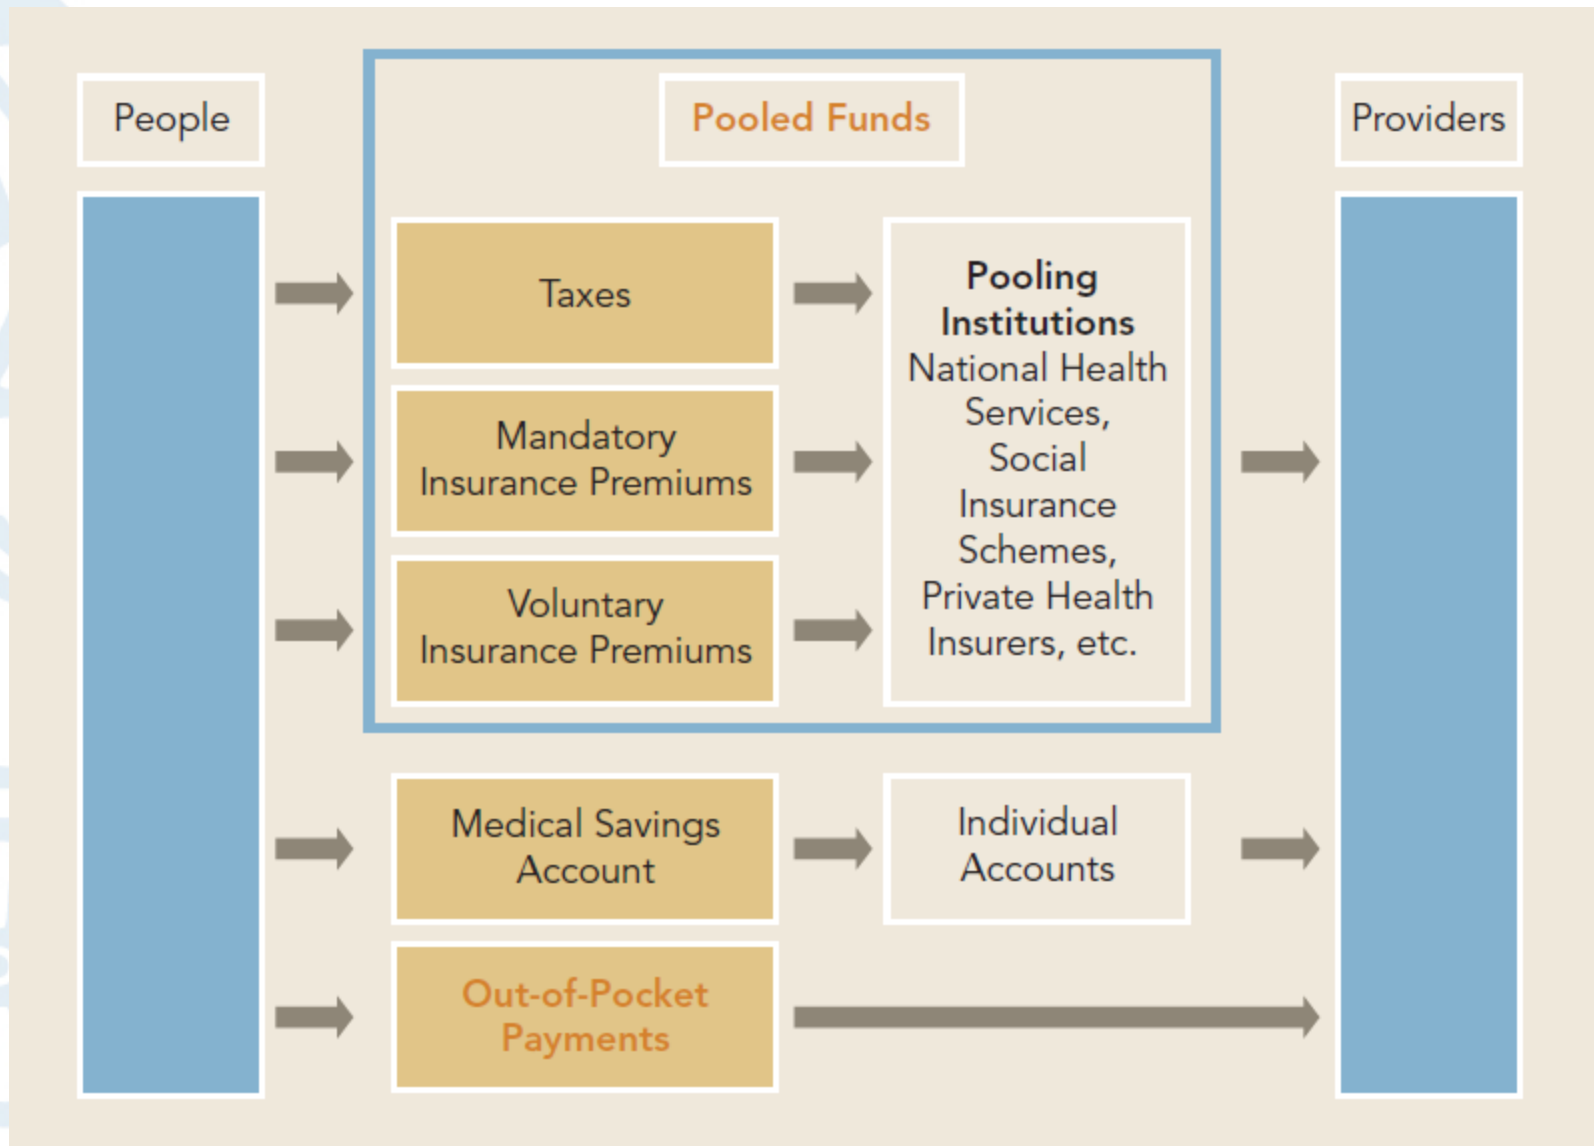 People
Pooled Funds
Providers
Taxes
Mandatory
Insurance Premiums
Voluntary
Insurance Premiums
Pooling
Institutions
National Health
Services,
Social
Insurance
Schemes,
Private Health
Insurers, etc.
Medical Savings
Account
Individual
Accounts
Out-of-Pocket
Payments